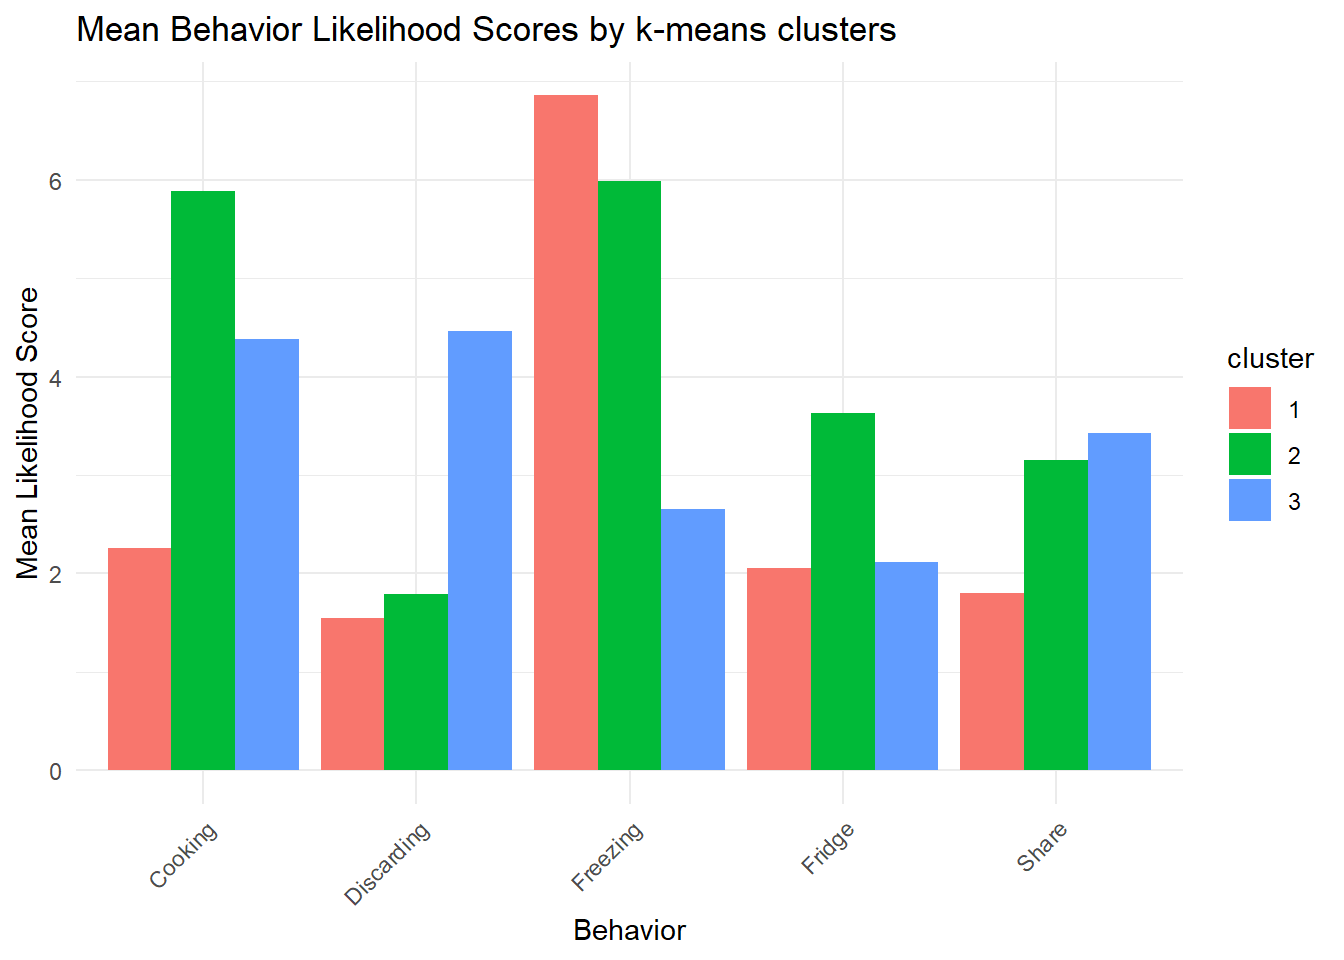 Mean Behavior Likelihood Scores by k-means clusters
Mean Likelihood Score
6
4
2
0
Cooking
Discarding
Freezing
Fridge
Share
Behavior
cluster
1
2
3